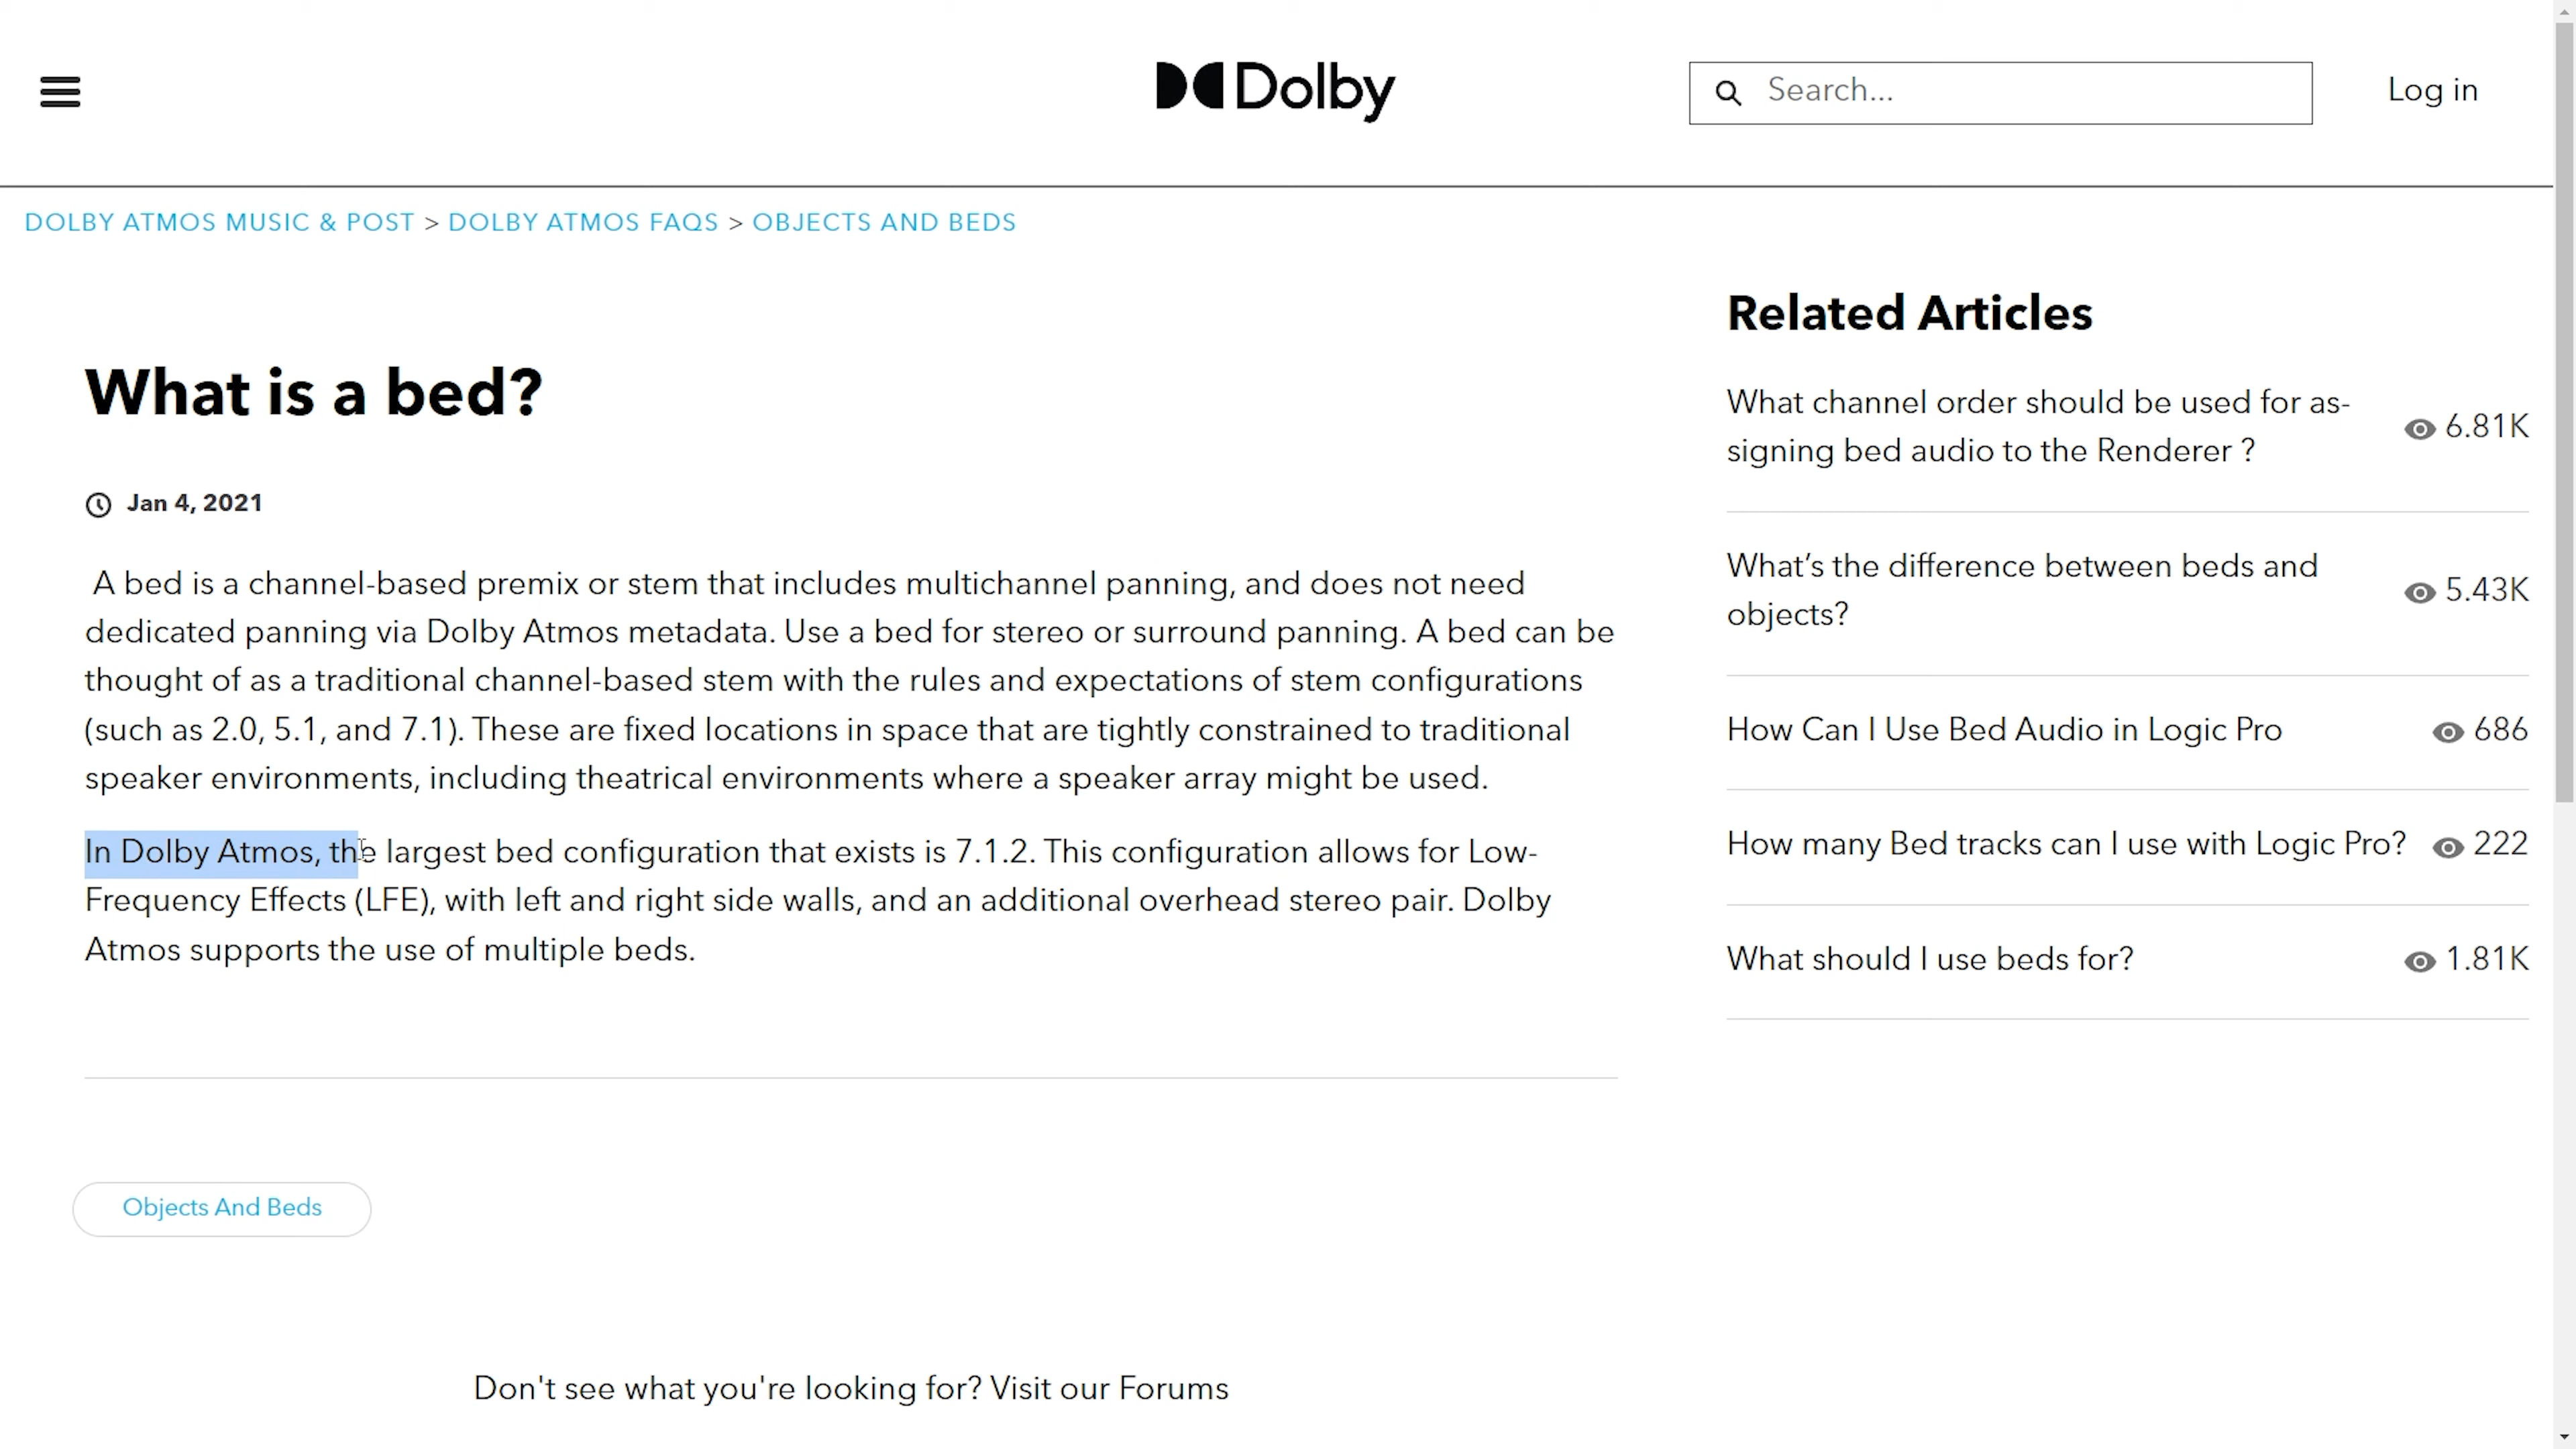 Dolby
Search...
Log in
DOLBY ATMOS MUSIC & POST > DOLBY ATMOS FAQS > OBJECTS AND BEDS
What is a bed?
Jan 4, 2021
A bed is a channel-based premix or stem that includes multichannel panning, and does not need
dedicated panning via Dolby Atmos metadata. Use a bed for stereo or surround panning. A bed can be
thought of as a traditional channel-based stem with the rules and expectations of stem configurations
(such as 2.0, 5.1, and 7.1). These are fixed locations in space that are tightly constrained to traditional
speaker environments, including theatrical environments where a speaker array might be used.
In Dolby Atmos, the largest bed configuration that exists is 7.1.2. This configuration allows for Low-
Frequency Effects (LFE), with left and right side walls, and an additional overhead stereo pair. Dolby
Atmos supports the use of multiple beds.
Objects And Beds
Don't see what you're looking for? Visit our Forums
Related Articles
What channel order should be used for as-
signing bed audio to the Renderer ?
6.81K
What’s the difference between beds and
objects?
5.43K
How Can I Use Bed Audio in Logic Pro
686
How many Bed tracks can I use with Logic Pro?
222
What should I use beds for?
1.81K